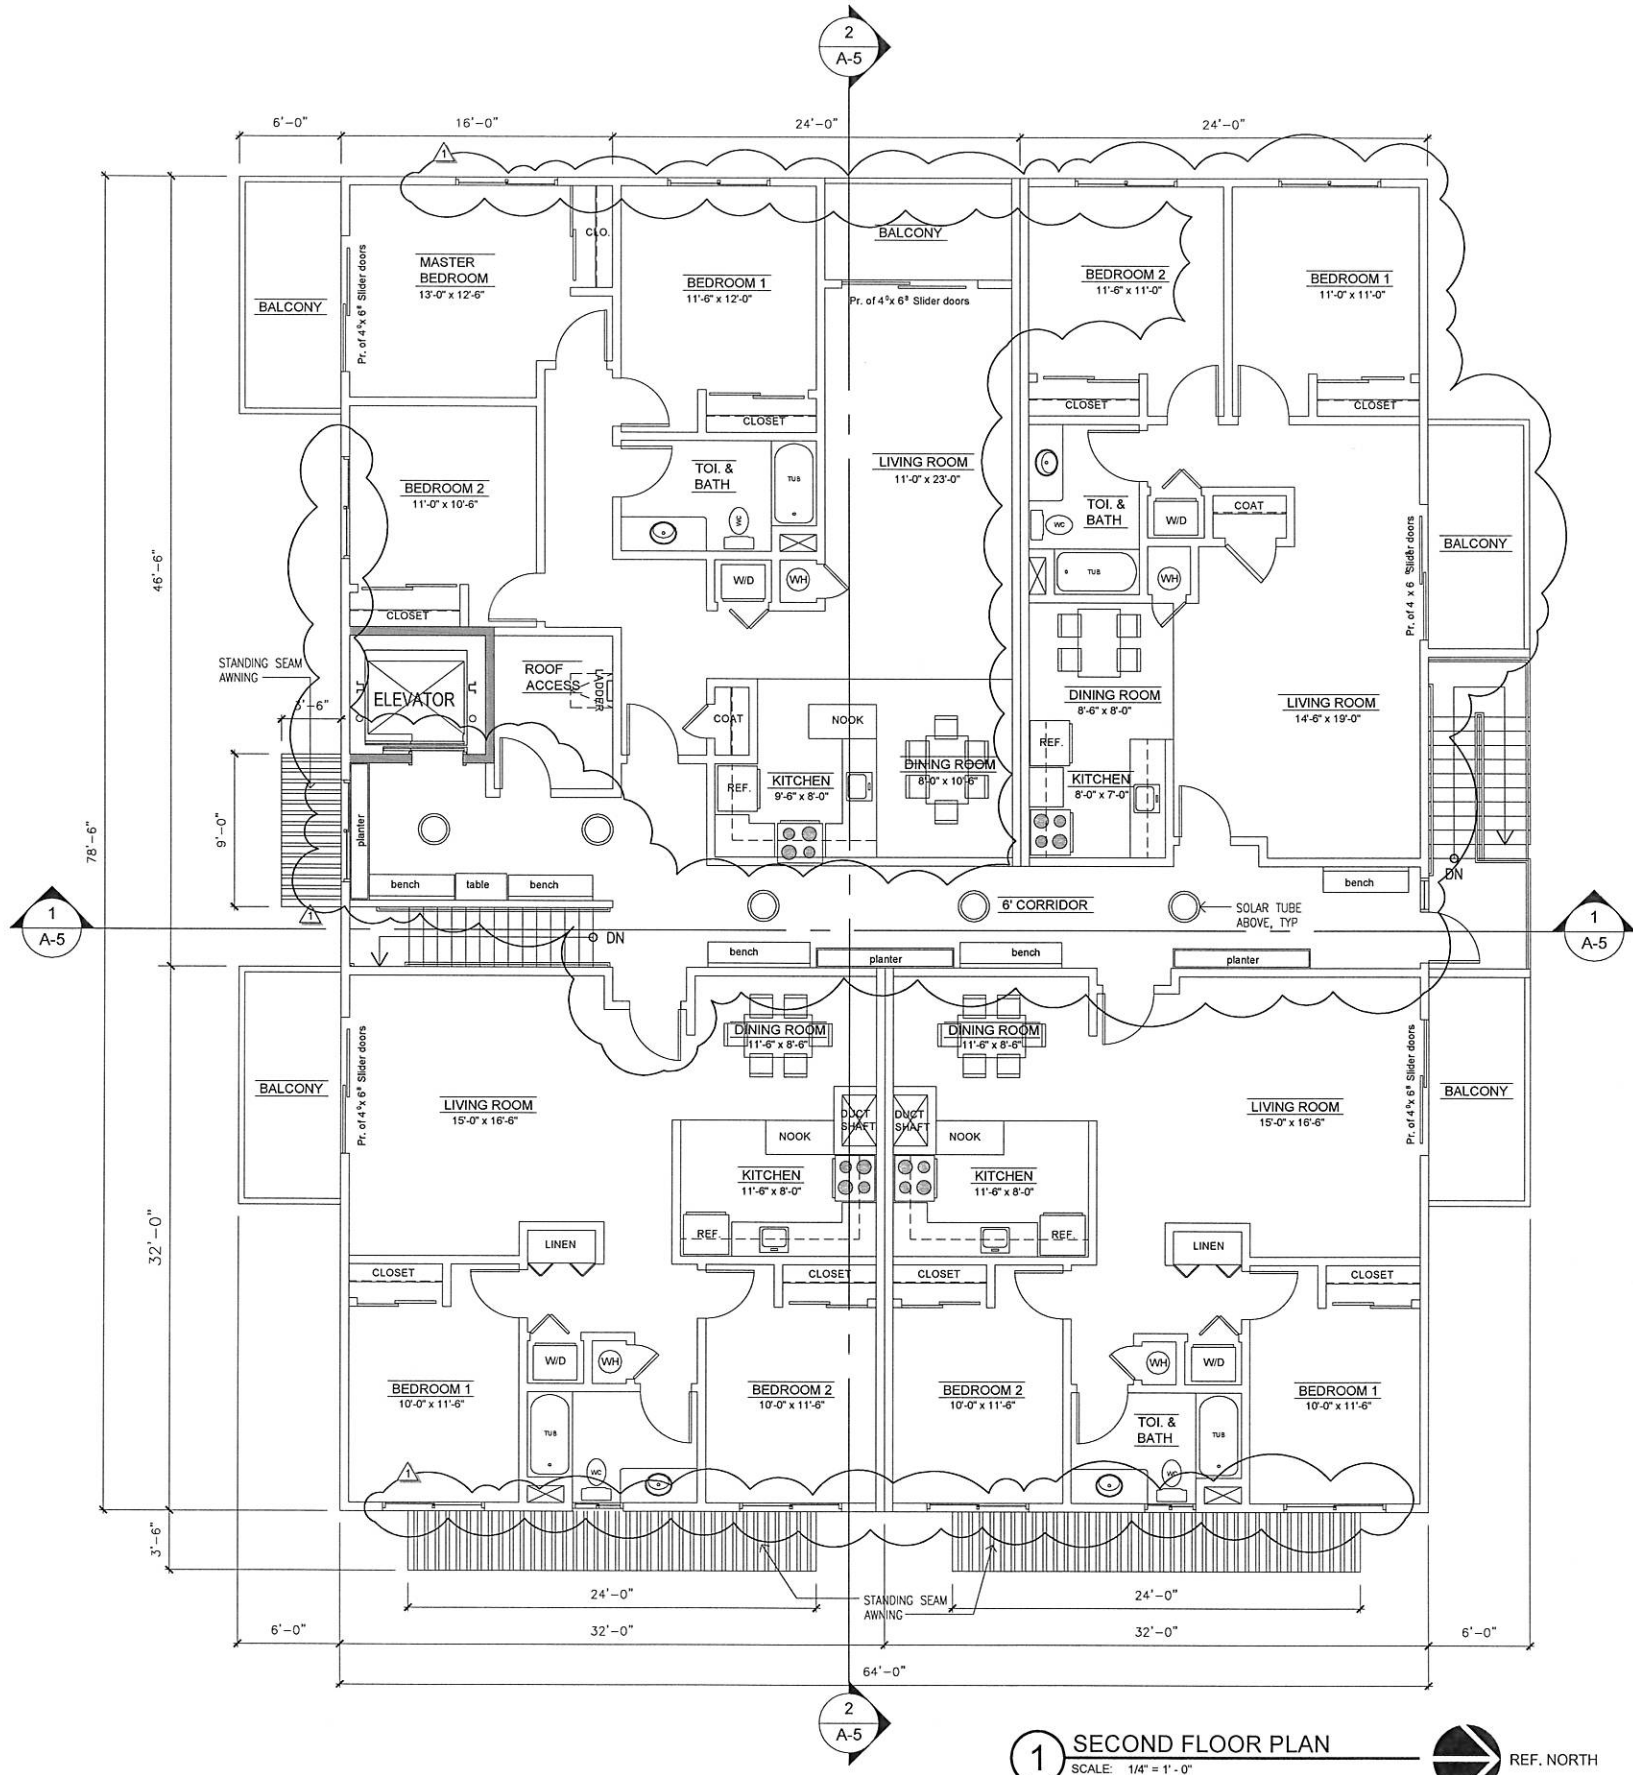 2
A-5
6'-0"
16'-0"
24'-0"
24'-0"
1
MASTER
BEDROOM
13'-0" x 12'-6"
CLO.
BEDROOM 1
11'-6" x 12'-0"
BALCONY
BEDROOM 2
11'-6" x 11'-0"
BEDROOM 1
11'-0" x 11'-0"
BALCONY
Pr. of 4⁰x 6⁸ Slider doors
Pr. of 4⁰x 6⁸ Slider doors
CLOSET
CLOSET
CLOSET
BEDROOM 2
11'-0" x 10'-6"
TOI. &
BATH
TUB
WC
LIVING ROOM
11'-0" x 23'-0"
TOI. &
BATH
WC
W/D
COAT
Pr. of 4 x 6⁸ Slider doors
BALCONY
46'-6"
W/D
WH
TUB
WH
CLOSET
STANDING SEAM
AWNING
3'-6"
ELEVATOR
ROOF
ACCESS
LADDER
COAT
NOOK
DINING ROOM
8'-6" x 8'-0"
LIVING ROOM
14'-6" x 19'-0"
REF.
REF.
KITCHEN
9'-6" x 8'-0"
DINING ROOM
8'-0" x 10'-6"
KITCHEN
8'-0" x 7'-0"
78'-6"
9'-0"
planter
bench
table
bench
bench
DN
1
A-5
1
6' CORRIDOR
SOLAR TUBE
ABOVE, TYP
1
A-5
DN
bench
planter
bench
planter
DINING ROOM
11'-6" x 8'-6"
DINING ROOM
11'-6" x 8'-6"
BALCONY
Pr. of 4⁰x 6⁸ Slider doors
LIVING ROOM
15'-0" x 16'-6"
DUCT
SHAFT
DUCT
SHAFT
LIVING ROOM
15'-0" x 16'-6"
Pr. of 4⁰x 6⁸ Slider doors
BALCONY
NOOK
NOOK
KITCHEN
11'-6" x 8'-0"
KITCHEN
11'-6" x 8'-0"
32'-0"
REF.
REF.
LINEN
LINEN
CLOSET
CLOSET
CLOSET
CLOSET
W/D
WH
WH
W/D
BEDROOM 1
10'-0" x 11'-6"
BEDROOM 2
10'-0" x 11'-6"
BEDROOM 2
10'-0" x 11'-6"
BEDROOM 1
10'-0" x 11'-6"
TUB
TOI. &
BATH
TUB
1
WC
WC
3'-6"
24'-0"
STANDING SEAM
AWNING
24'-0"
6'-0"
32'-0"
32'-0"
6'-0"
64'-0"
2
A-5
1
SECOND FLOOR PLAN
SCALE: 1/4" = 1' - 0"
REF. NORTH